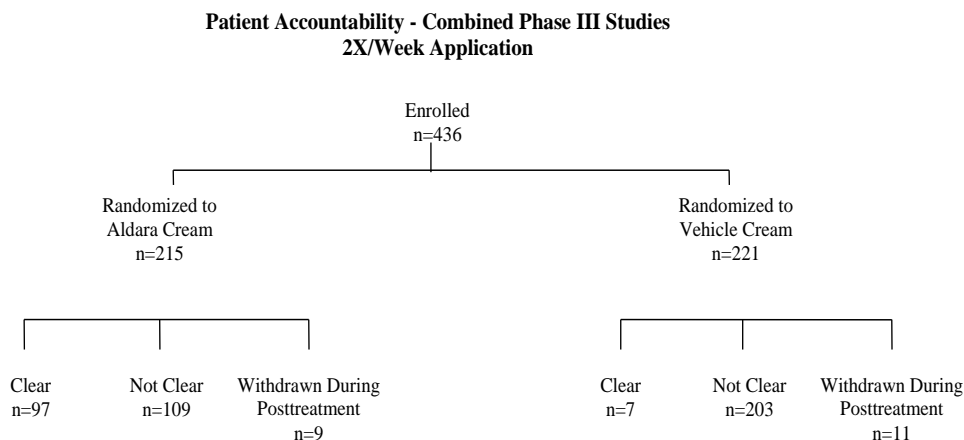 Patient Accountability - Combined Phase III Studies
2X/Week Application
Enrolled
n=436
Randomized to
Aldara Cream
n=215
Randomized to
Vehicle Cream
n=221
Clear
n=97
Not Clear
n=109
Withdrawn During
Posttreatment
n=9
Clear
n=7
Not Clear
n=203
Withdrawn During
Posttreatment
n=11